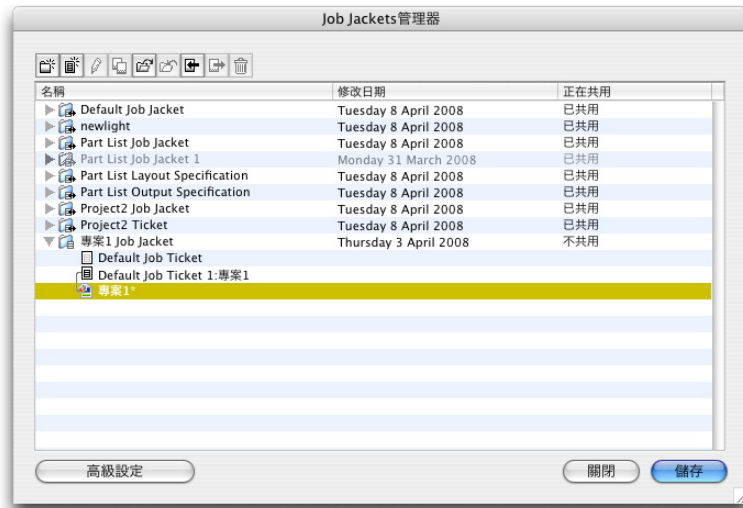 Job Jackets管理器
名稱 修改日期 正在共用
Default Job Jacket Tuesday 8 April 2008 已共用
newlight Tuesday 8 April 2008 已共用
Part List Job Jacket Tuesday 8 April 2008 已共用
Part List Job Jacket 1 Monday 31 March 2008 已共用
Part List Layout Specification Tuesday 8 April 2008 已共用
Part List Output Specification Tuesday 8 April 2008 已共用
Project2 Job Jacket Tuesday 8 April 2008 已共用
Project2 Ticket Tuesday 8 April 2008 已共用
專案1 Job Jacket Thursday 3 April 2008 不共用
Default Job Ticket
Default Job Ticket 1:專案1
專案1*
高級設定 關閉 儲存